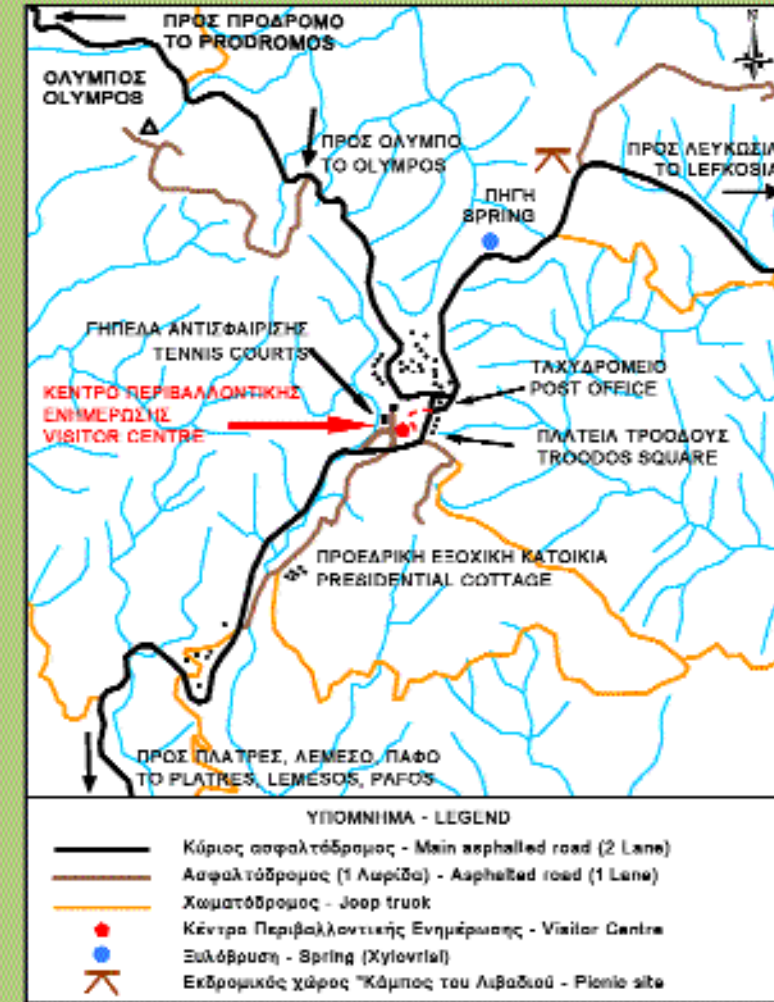 N
ΠΡΟΣ ΠΡΟΔΡΟΜΟ
TO PRODROMOS
ΟΛΥΜΠΟΣ
OLYMPOS
ΠΡΟΣ ΟΛΥΜΠΟ
TO OLYMPOS
ΠΡΟΣ ΛΕΥΚΩΣΙΑ
TO LEFKOSIA
ΠΗΓΗ
SPRING
ΓΗΠΕΔΑ ΑΝΤΙΣΦΑΙΡΙΣΗΣ
TENNIS COURTS
ΤΑΧΥΔΡΟΜΕΙΟ
POST OFFICE
ΚΕΝΤΡΟ ΠΕΡΙΒΑΛΛΟΝΤΙΚΗΣ
ΕΝΗΜΕΡΩΣΗΣ
VISITOR CENTRE
ΠΛΑΤΕΙΑ ΤΡΟΟΔΟΥΣ
TROODOS SQUARE
ΠΡΟΕΔΡΙΚΗ ΕΞΟΧΙΚΗ ΚΑΤΟΙΚΙΑ
PRESIDENTIAL COTTAGE
ΠΡΟΣ ΠΛΑΤΡΕΣ, ΛΕΜΕΣΟ, ΠΑΦΟ
TO PLATRES, LEMESOS, PAFOS
ΥΠΟΜΝΗΜΑ - LEGEND
Κύριος ασφαλτόδρομος - Main asphalted road (2 Lane)
Ασφαλτόδρομος (1 Λωρίδα) - Asphalted road (1 Lane)
Χωματόδρομος - Jeep truck
Κέντρο Περιβαλλοντικής Ενημέρωσης - Visitor Centre
Ξυλόβρυση - Spring (Xylovrisi)
Εκδρομικός χώρος "Κάμπος του Λιβαδιού - Picnic site